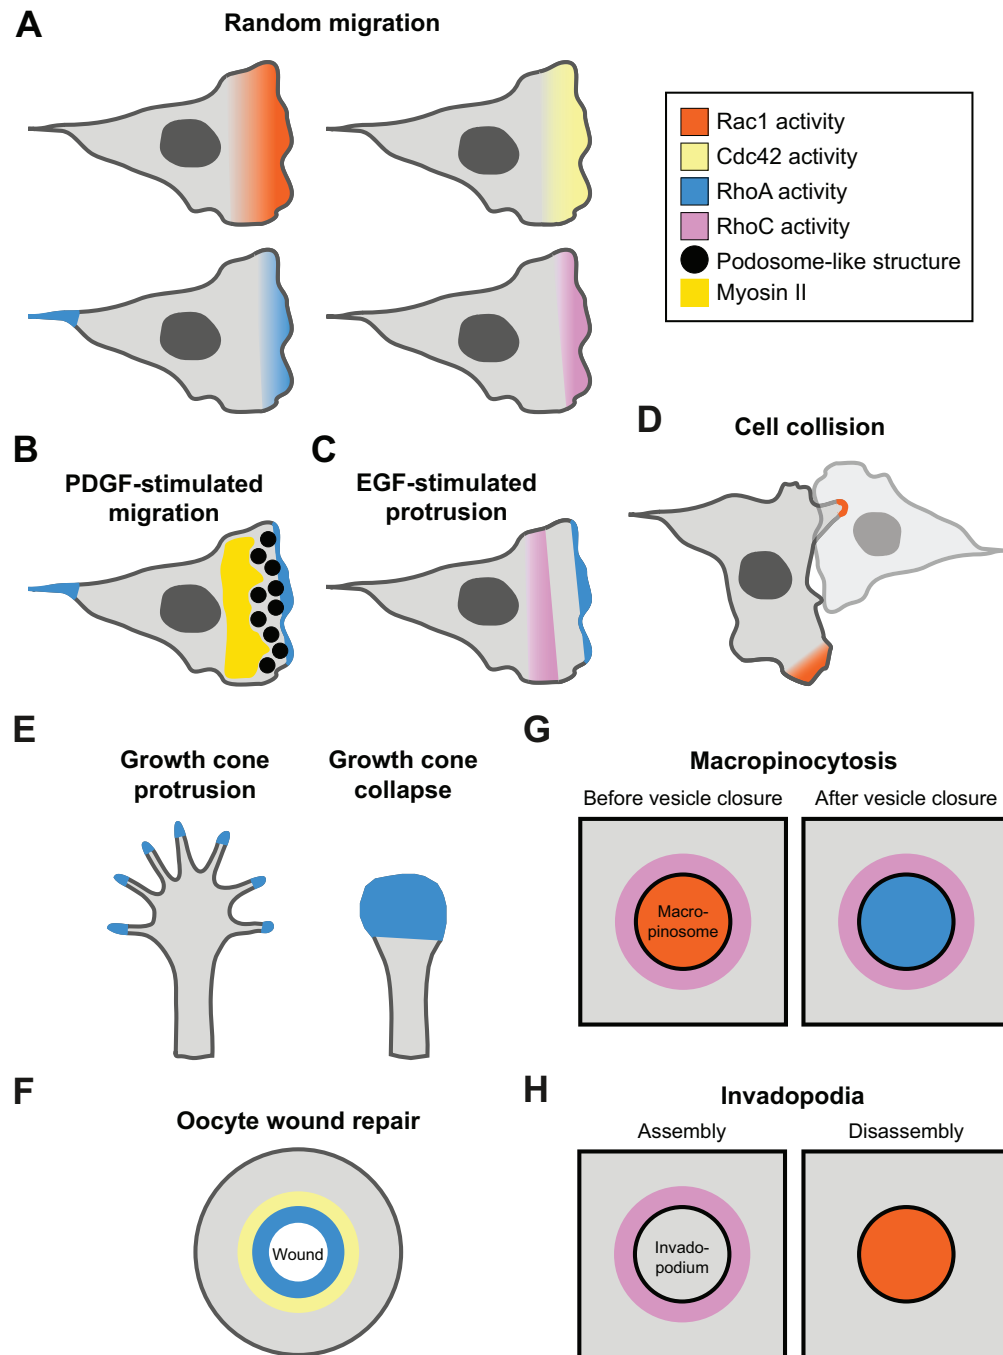 A
Random migration
Rac1 activity
Cdc42 activity
RhoA activity
RhoC activity
Podosome-like structure
Myosin II
B
PDGF-stimulated
migration
C
EGF-stimulated
protrusion
D
Cell collision
E
Growth cone
protrusion
Growth cone
collapse
G
Macropinocytosis
Before vesicle closure
After vesicle closure
Macro-
pinosome
F
Oocyte wound repair
Wound
H
Invadopodia
Assembly
Disassembly
Invado-
podium